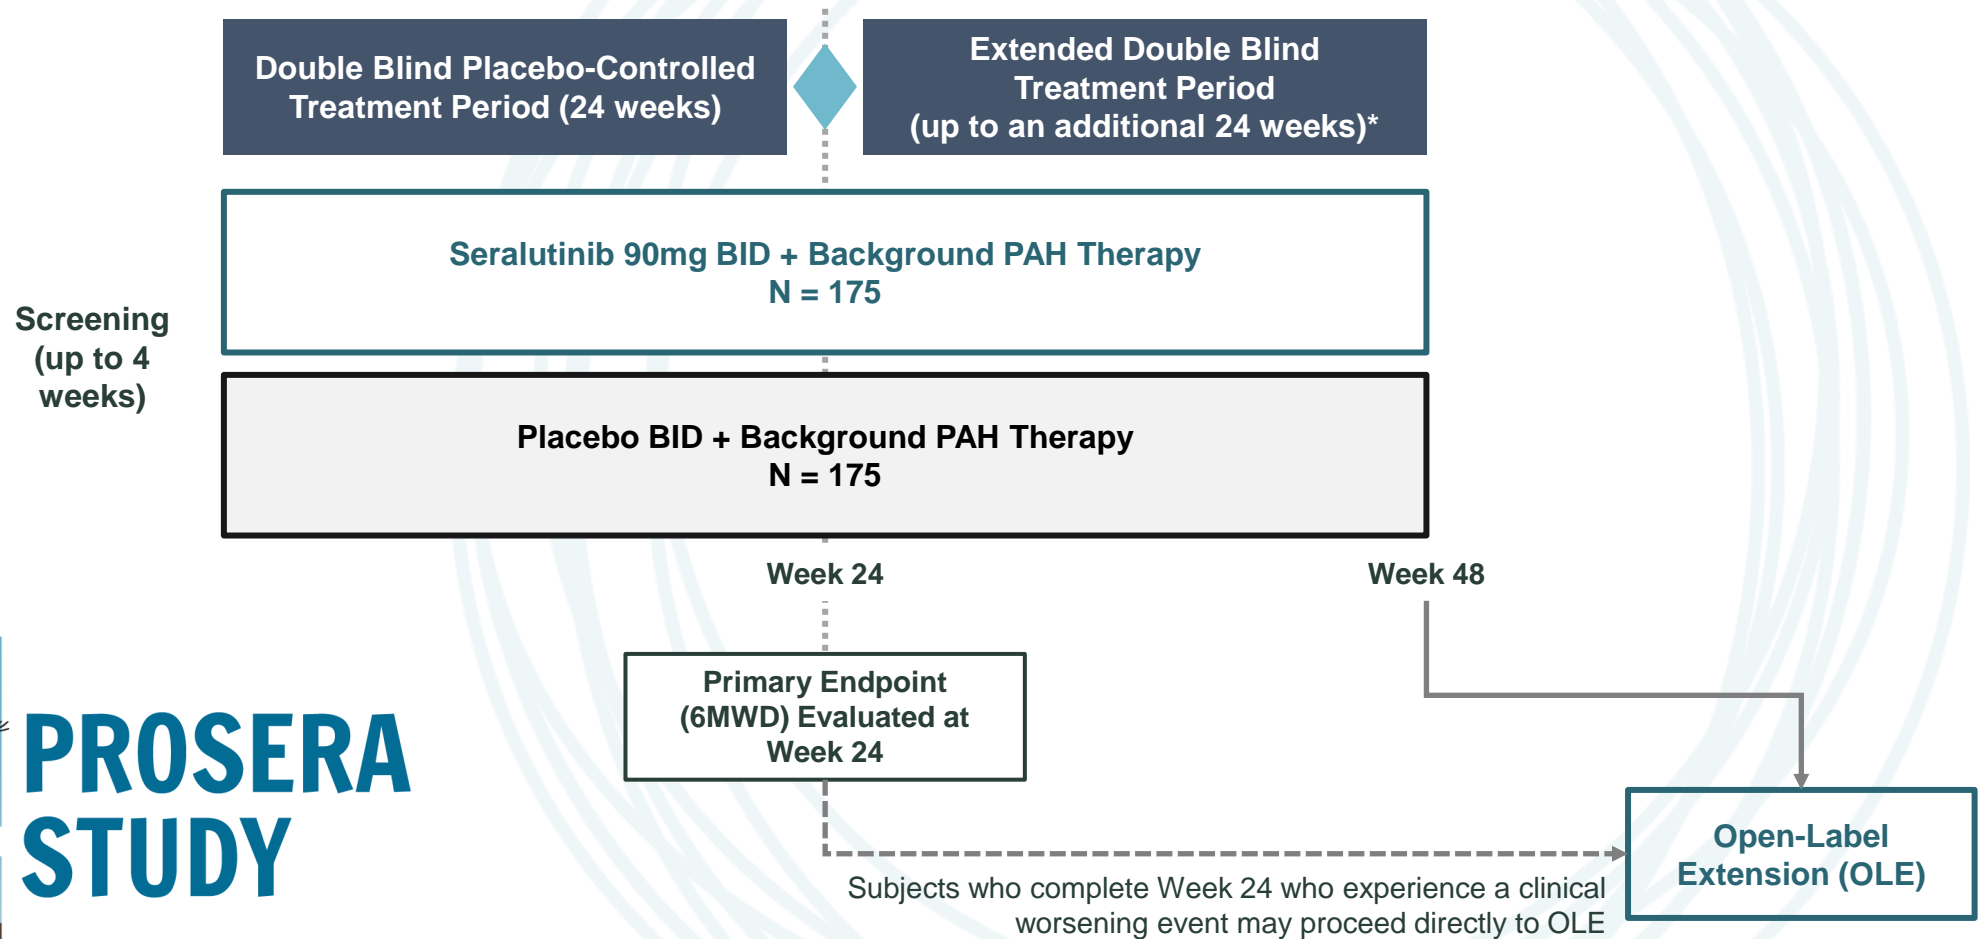 Double Blind Placebo-Controlled
Treatment Period (24 weeks)
Extended Double Blind
Treatment Period
(up to an additional 24 weeks)*
Screening
(up to 4
weeks)
Seralutinib 90mg BID + Background PAH Therapy
N = 175
Placebo BID + Background PAH Therapy
N = 175
Week 24
Week 48
Primary Endpoint
(6MWD) Evaluated at
Week 24
PROSERA
STUDY
Open-Label
Extension (OLE)
Subjects who complete Week 24 who experience a clinical
worsening event may proceed directly to OLE